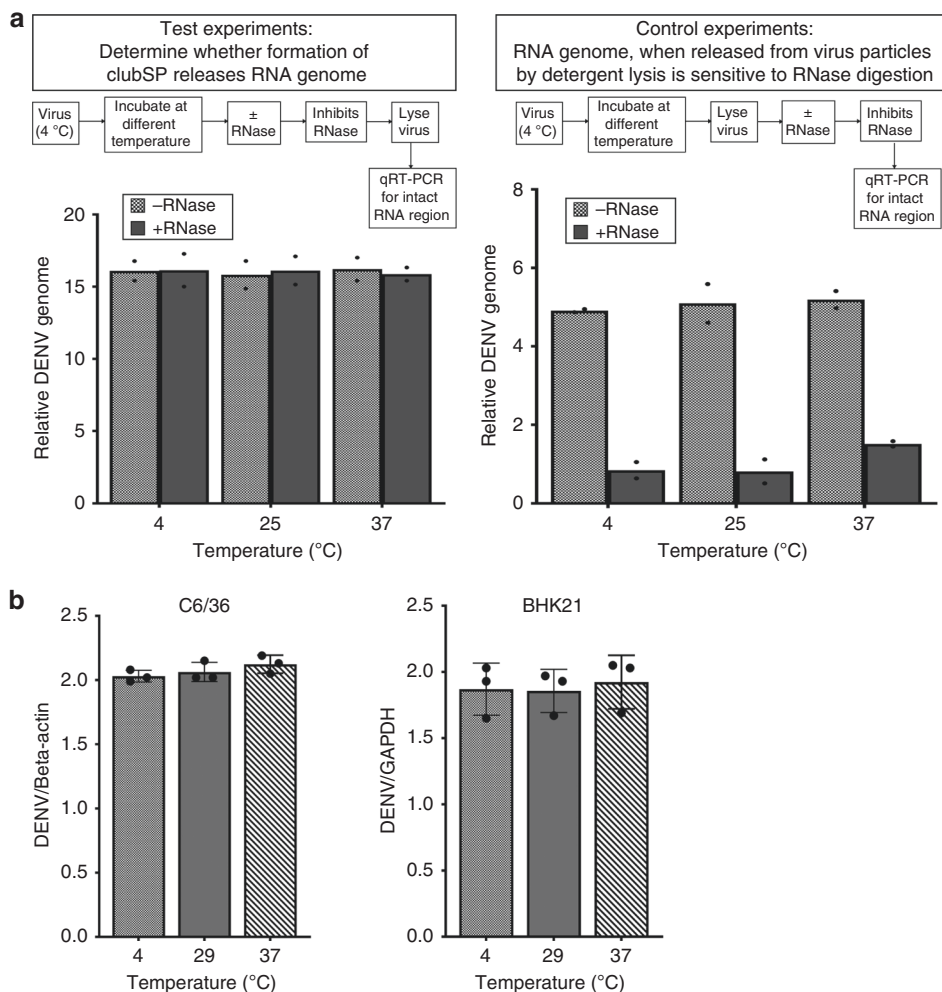 a
Test experiments:
Determine whether formation of
clubSP releases RNA genome
Virus
(4 °C)
Incubate at
different
temperature
±
RNase
Inhibits
RNase
Lyse
virus
qRT-PCR
for intact
RNA region
–RNase
+RNase
20
15
10
5
0
Relative DENV genome
4
25
37
Temperature (°C)
Control experiments:
RNA genome, when released from virus particles
by detergent lysis is sensitive to RNase digestion
Virus
(4 °C)
Incubate at
different
temperature
Lyse
virus
±
RNase
Inhibits
RNase
qRT-PCR
for intact
RNA region
–RNase
+RNase
8
6
4
2
0
Relative DENV genome
4
25
37
Temperature (°C)
b
C6/36
2.5
2.0
1.5
1.0
0.5
0.0
DENV/Beta-actin
4
29
37
Temperature (°C)
BHK21
2.5
2.0
1.5
1.0
0.5
0.0
DENV/GAPDH
4
29
37
Temperature (°C)